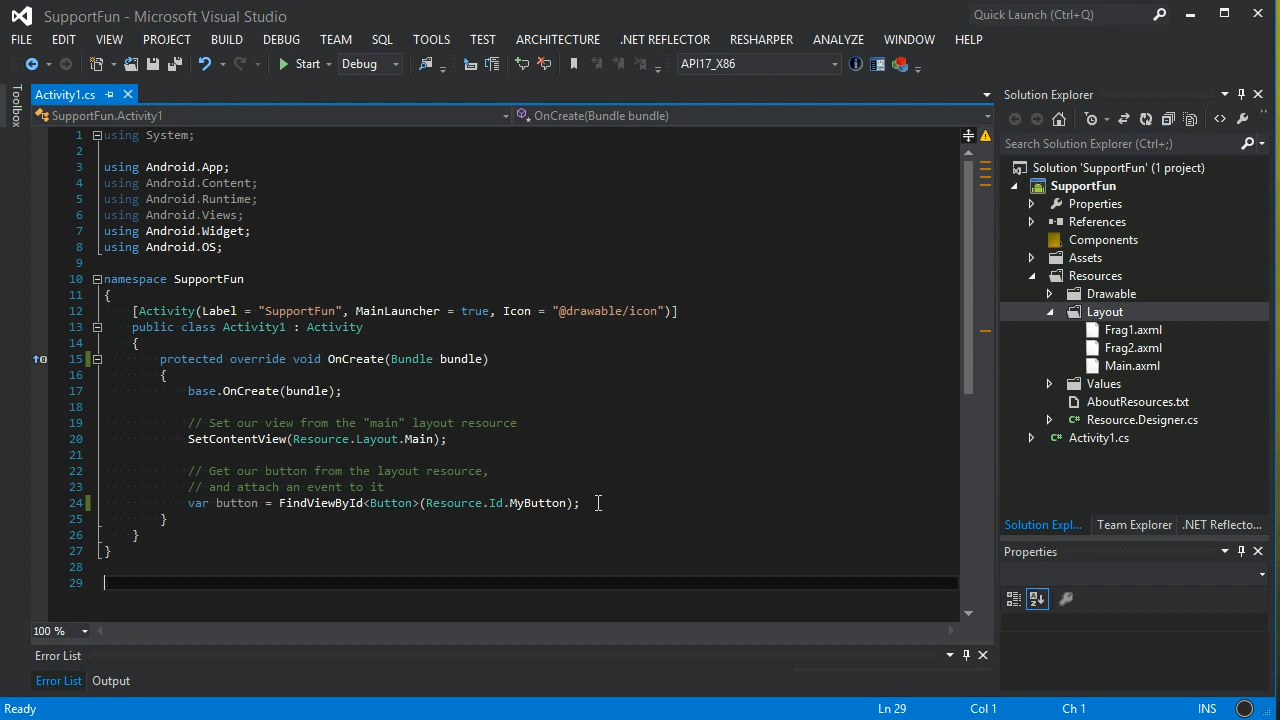 SupportFun - Microsoft Visual Studio
Quick Launch (Ctrl+Q)
FILE EDIT VIEW PROJECT BUILD DEBUG TEAM SQL TOOLS TEST ARCHITECTURE .NET REFLECTOR RESHARPER ANALYZE WINDOW HELP
Start Debug API17_X86
Toolbox
Activity1.cs
SupportFun.Activity1 OnCreate(Bundle bundle)
1 using System;
2
3 using Android.App;
4 using Android.Content;
5 using Android.Runtime;
6 using Android.Views;
7 using Android.Widget;
8 using Android.OS;
9
10 namespace SupportFun
11 {
12 [Activity(Label = "SupportFun", MainLauncher = true, Icon = "@drawable/icon")]
13 public class Activity1 : Activity
14 {
15 protected override void OnCreate(Bundle bundle)
16 {
17 base.OnCreate(bundle);
18
19 // Set our view from the "main" layout resource
20 SetContentView(Resource.Layout.Main);
21
22 // Get our button from the layout resource,
23 // and attach an event to it
24 var button = FindViewById<Button>(Resource.Id.MyButton);
25 }
26 }
27 }
28
29
100 %
Error List
Error List Output
Solution Explorer
Search Solution Explorer (Ctrl+;)
Solution 'SupportFun' (1 project)
SupportFun
Properties
References
Components
Assets
Resources
Drawable
Layout
Frag1.axml
Frag2.axml
Main.axml
Values
AboutResources.txt
C# Resource.Designer.cs
C# Activity1.cs
Solution Expl... Team Explorer .NET Reflecto...
Properties
Ready Ln 29 Col 1 Ch 1 INS